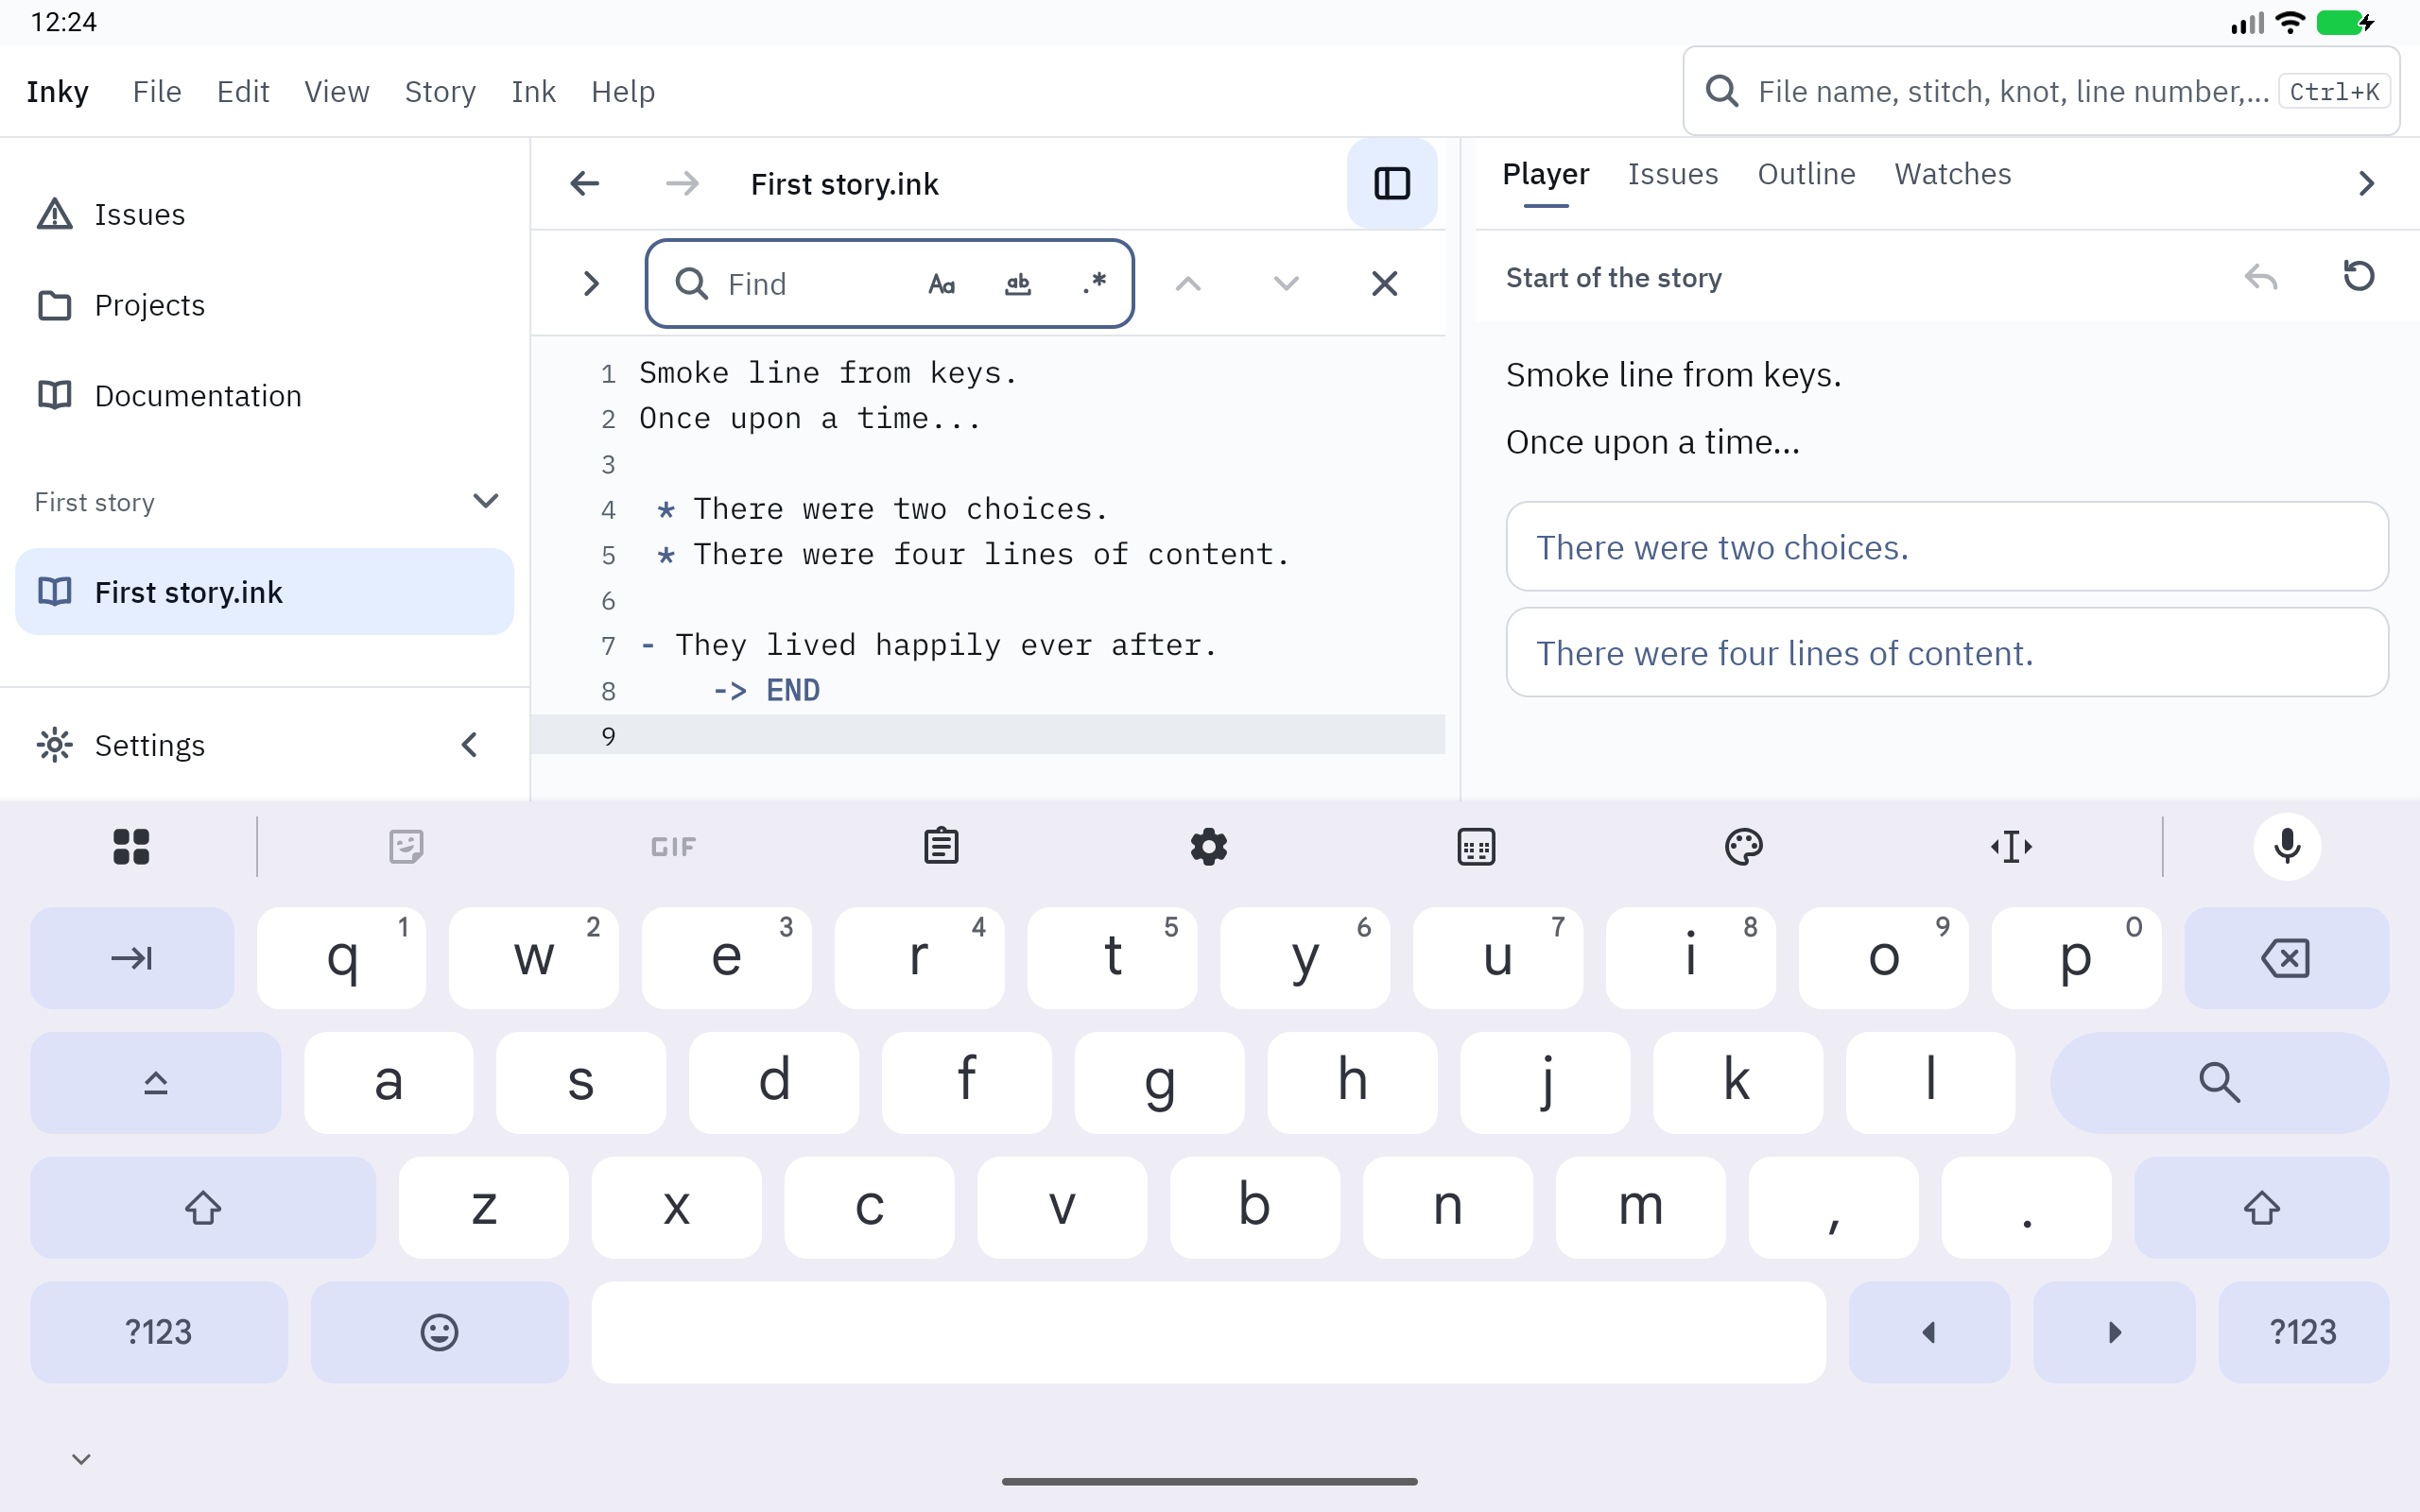 12:24
Inky File Edit View Story Ink Help
File name, stitch, knot, line number,... Ctrl+K
Issues
Projects
Documentation
First story
First story.ink
Settings
First story.ink
Find Aa ab .*
1 Smoke line from keys.
2 Once upon a time...
3
4 * There were two choices.
5 * There were four lines of content.
6
7 - They lived happily ever after.
8 -> END
9
Player Issues Outline Watches
Start of the story
Smoke line from keys.
Once upon a time...
There were two choices.
There were four lines of content.
GIF
q 1 w 2 e 3 r 4 t 5 y 6 u 7 i 8 o 9 p 0
a s d f g h j k l
z x c v b n m , .
?123 ?123